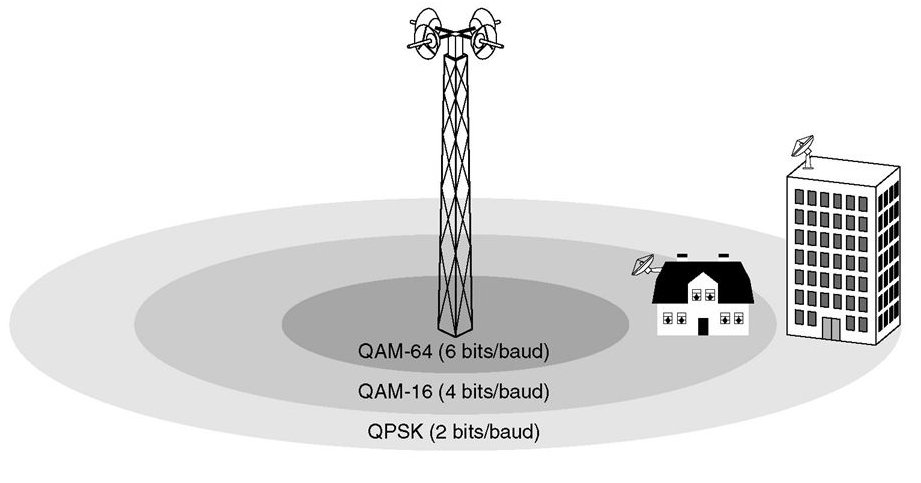 QAM-64 (6 bits/baud)
QAM-16 (4 bits/baud)
QPSK (2 bits/baud)